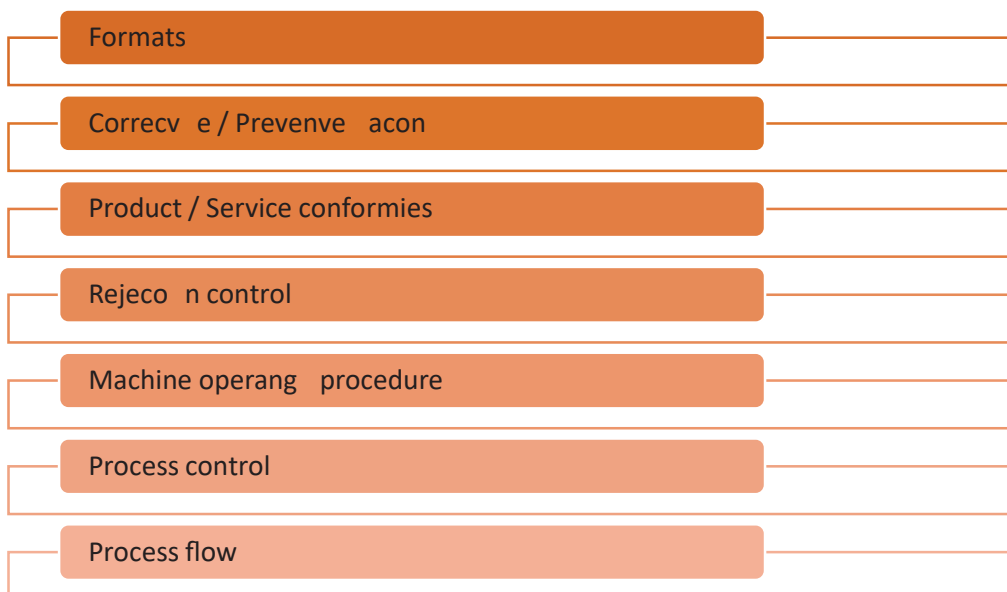 Formats
Correcv e / Prevenve acon
Product / Service conformies
Rejeco n control
Machine operang procedure
Process control
Process flow